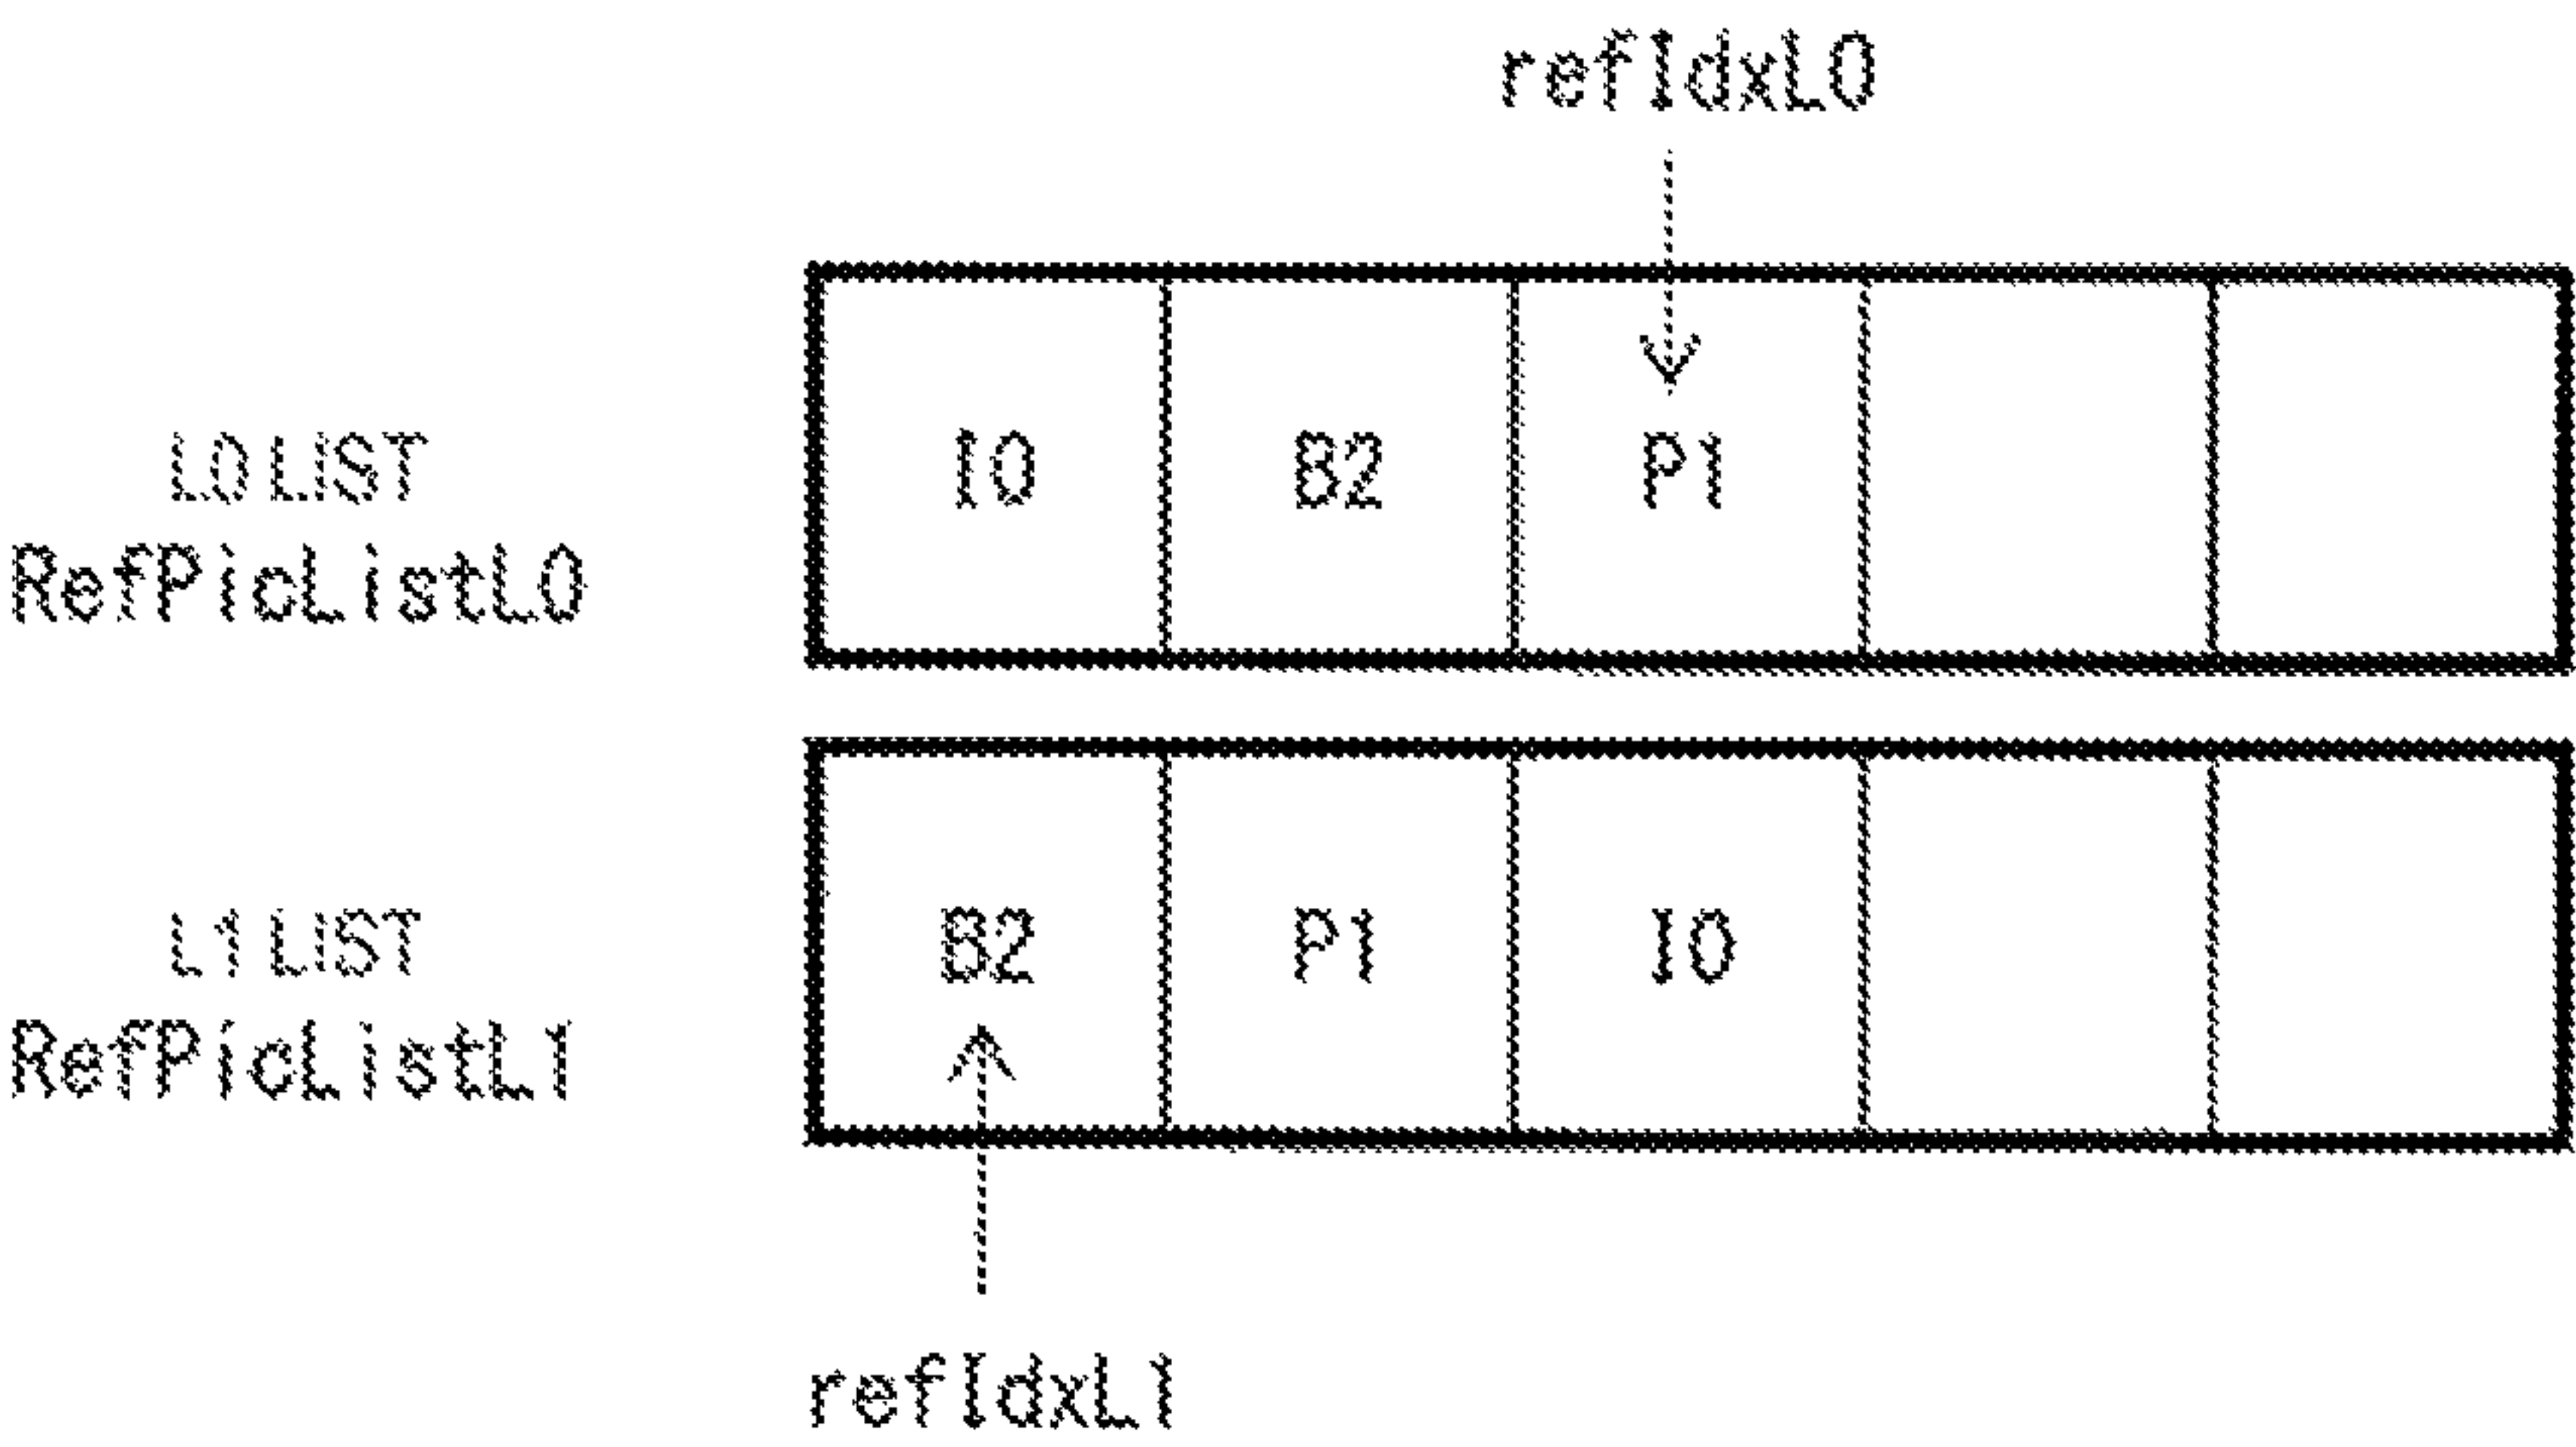 refIdxL0
L0 LIST
RefPicListL0
I0 B2 P1
L1 LIST
RefPicListL1
B2 P1 I0
refIdxL1